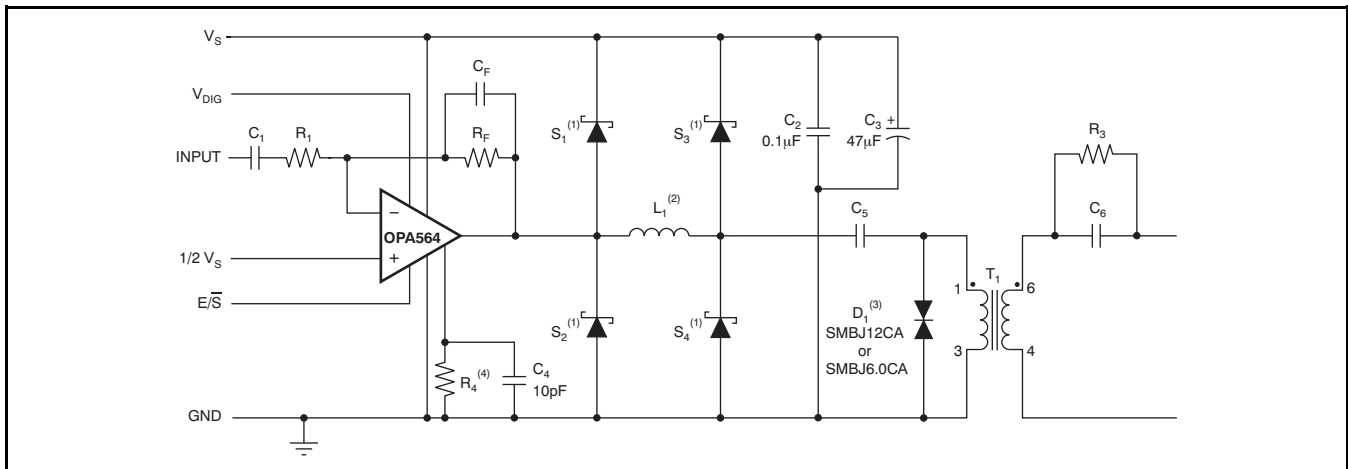 V_S
V_DIG
C_F
C_1 R_1
R_F
INPUT
S_1^(1)
S_3^(1)
C_2
0.1μF
C_3 +
47μF
R_3
−
OPA564
+
L_1^(2)
C_5
C_6
1/2 V_S
E/S̅
T_1
1
6
3
4
S_2^(1)
S_4^(1)
D_1^(3)
SMBJ12CA
or
SMBJ6.0CA
R_4^(4)
C_4
10pF
GND